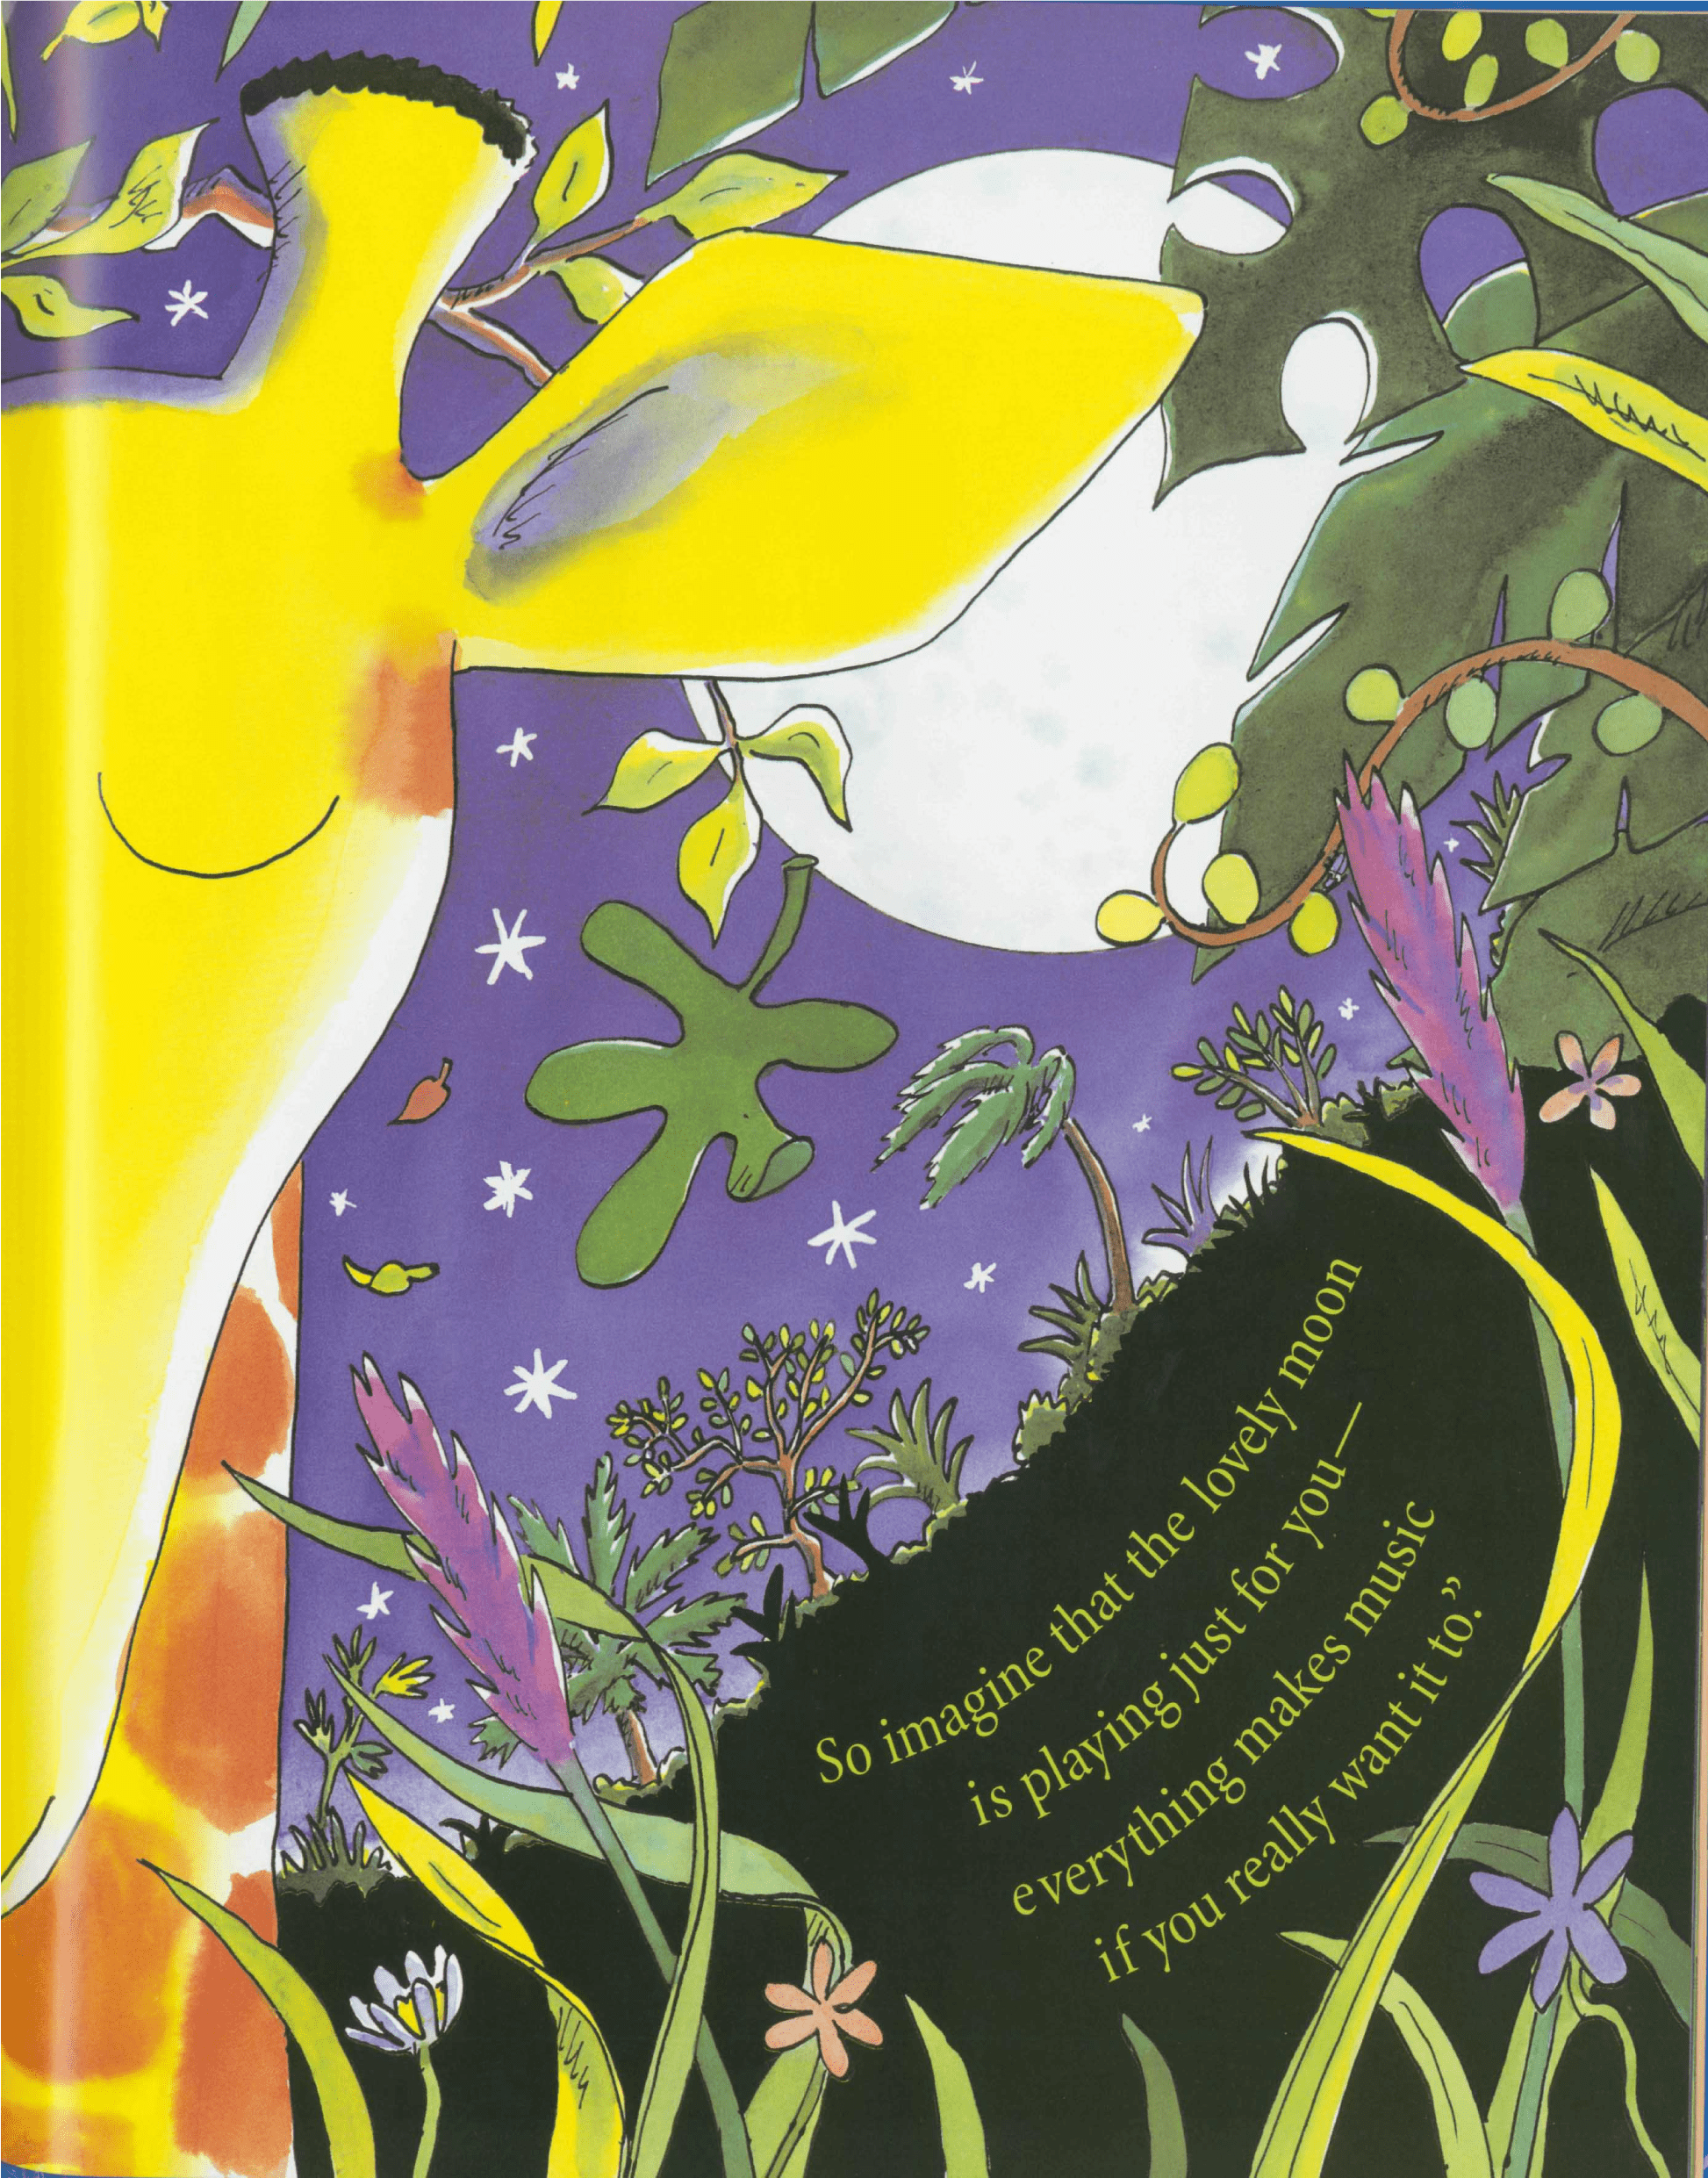 So imagine that the lovely moon
is playing just for you—
everything makes music
if you really want it to.”